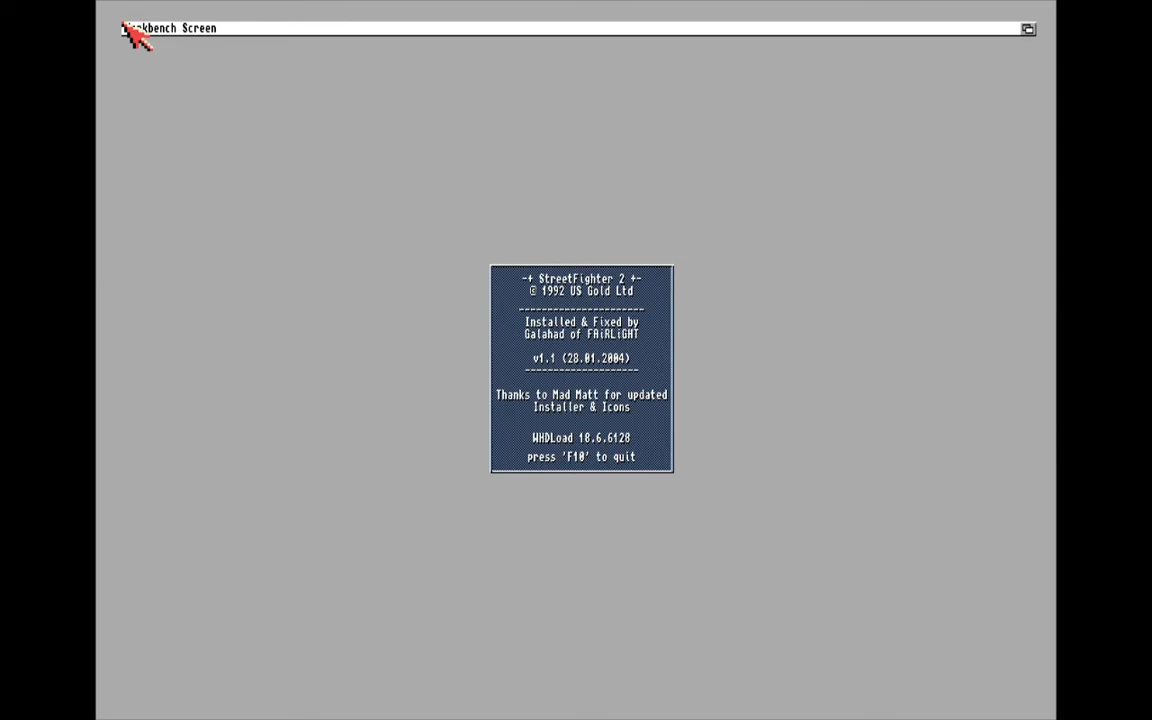 kbench Screen
-+ StreetFighter 2 +-
© 1992 US Gold Ltd
Installed & Fixed by
Galahad of FAiRLiGHT
v1.1 (28.01.2004)
Thanks to Mad Matt for updated
Installer & Icons
WHDLoad 18.6.6128
press 'F10' to quit